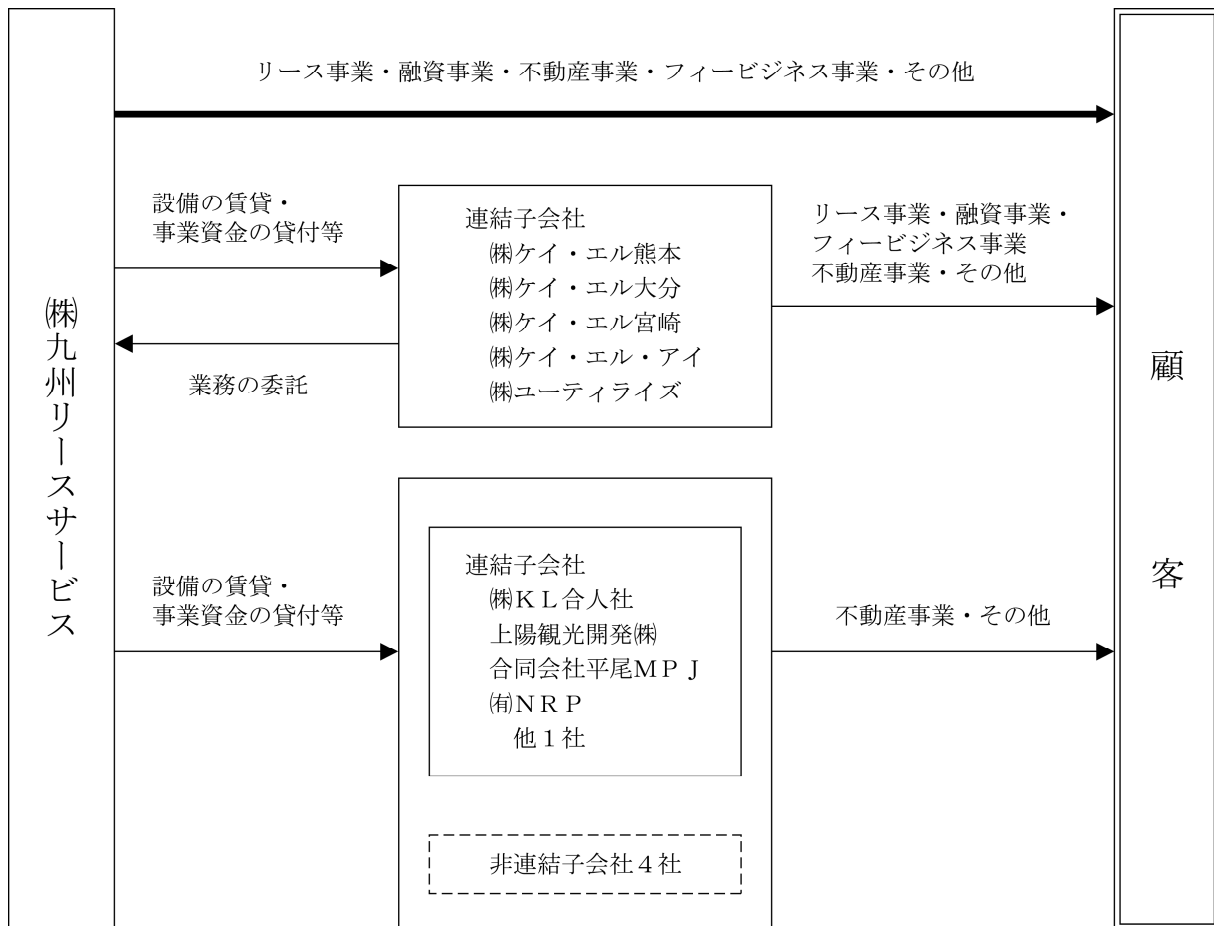 リース事業・融資事業・不動産事業・フィービジネス事業・その他
㈱九州リースサービス
設備の賃貸・
事業資金の貸付等
業務の委託
連結子会社
㈱ケイ・エル熊本
㈱ケイ・エル大分
㈱ケイ・エル宮崎
㈱ケイ・エル・アイ
㈱ユーティライズ
リース事業・融資事業・
フィービジネス事業
不動産事業・その他
設備の賃貸・
事業資金の貸付等
連結子会社
㈱ＫＬ合人社
上陽観光開発㈱
合同会社平尾ＭＰＪ
㈲ＮＲＰ
他１社
非連結子会社４社
不動産事業・その他
顧客